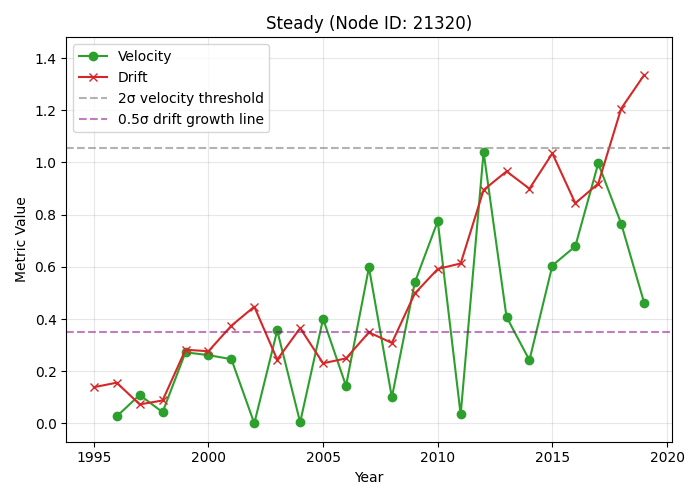 Steady (Node ID: 21320)
Velocity
Drift
2σ velocity threshold
0.5σ drift growth line
Metric Value
1.4
1.2
1.0
0.8
0.6
0.4
0.2
0.0
1995 2000 2005 2010 2015 2020
Year